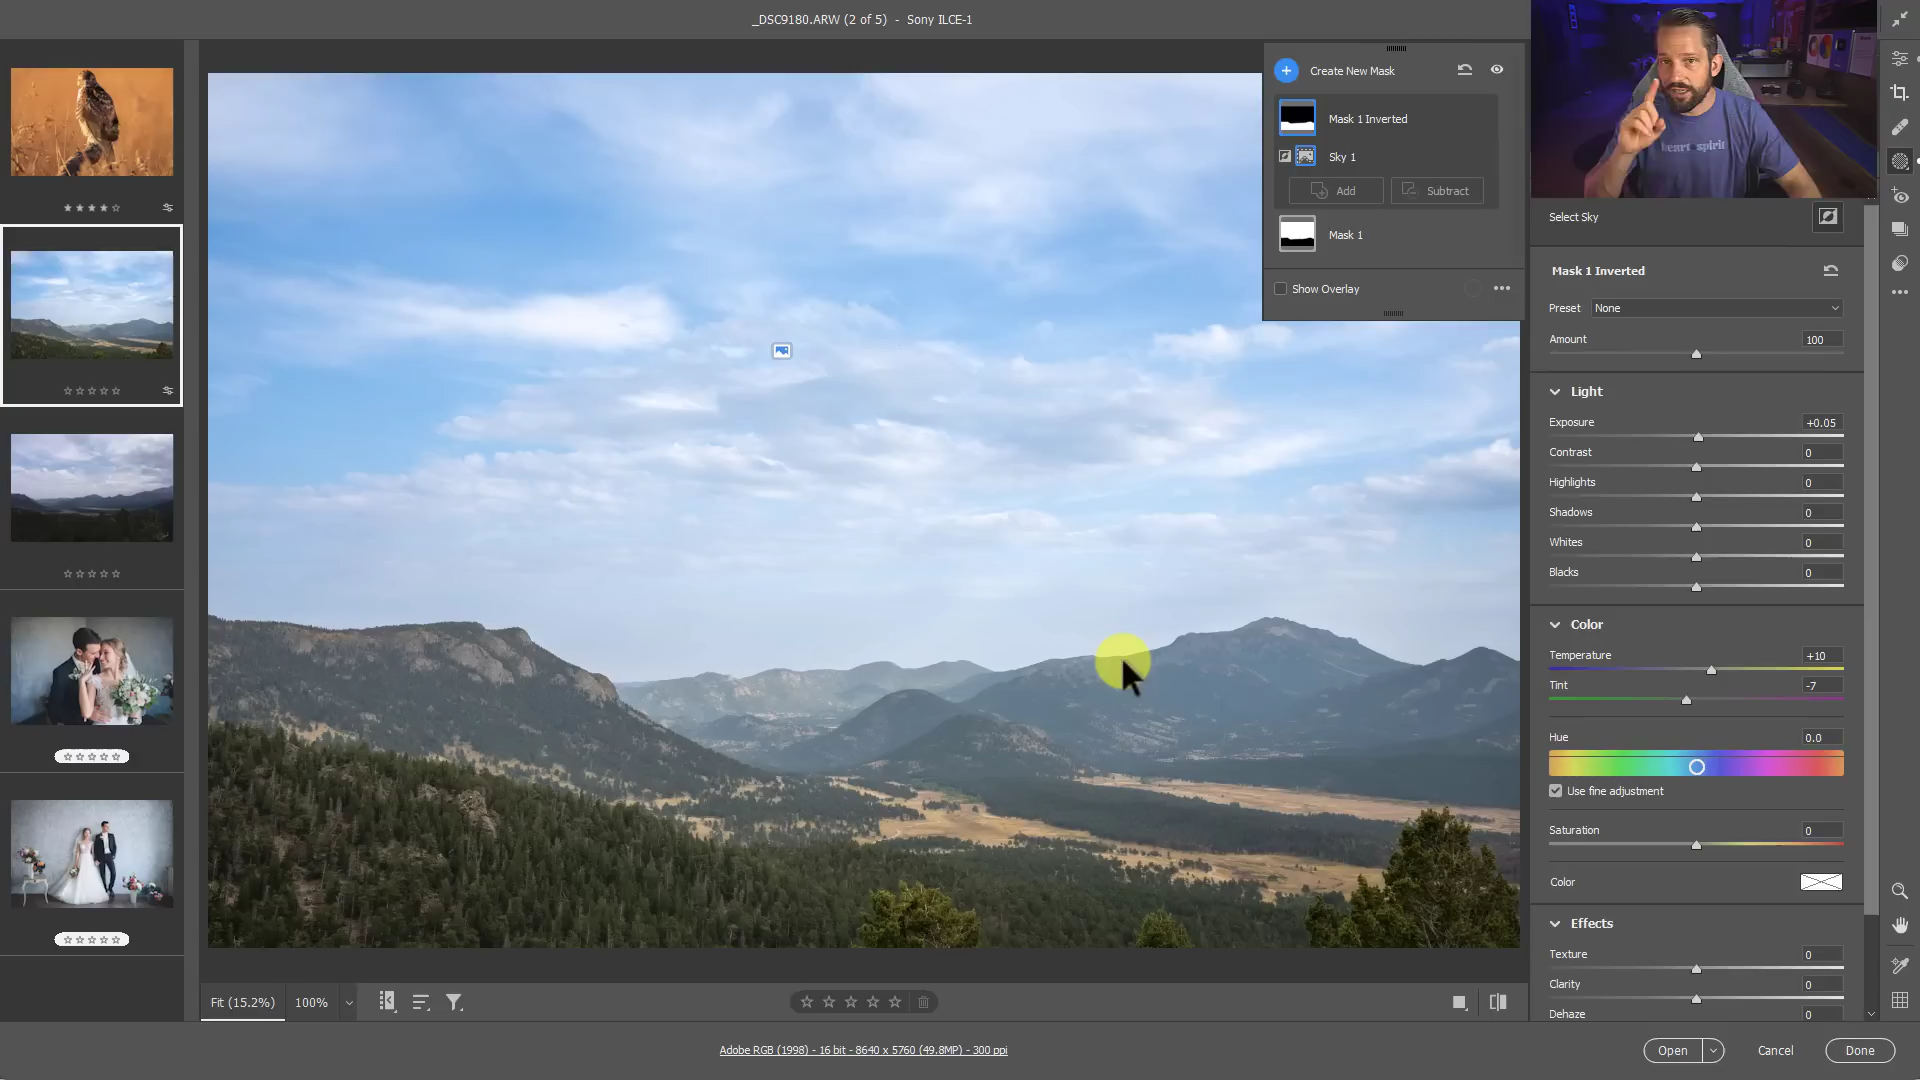 _DSC9180.ARW (2 of 5) - Sony ILCE-1
Create New Mask
Mask 1 Inverted
Sky 1
Add
Subtract
Mask 1
Show Overlay
heart spirit
Select Sky
Mask 1 Inverted
Preset None
Amount 100
Light
Exposure +0.05
Contrast 0
Highlights 0
Shadows 0
Whites 0
Blacks 0
Color
Temperature +10
Tint -7
Hue 0.0
Use fine adjustment
Saturation 0
Color
Effects
Texture 0
Clarity 0
Dehaze 0
Fit (15.2%) 100%
Adobe RGB (1998) - 16 bit - 8640 x 5760 (49.8MP) - 300 ppi
Open Cancel Done